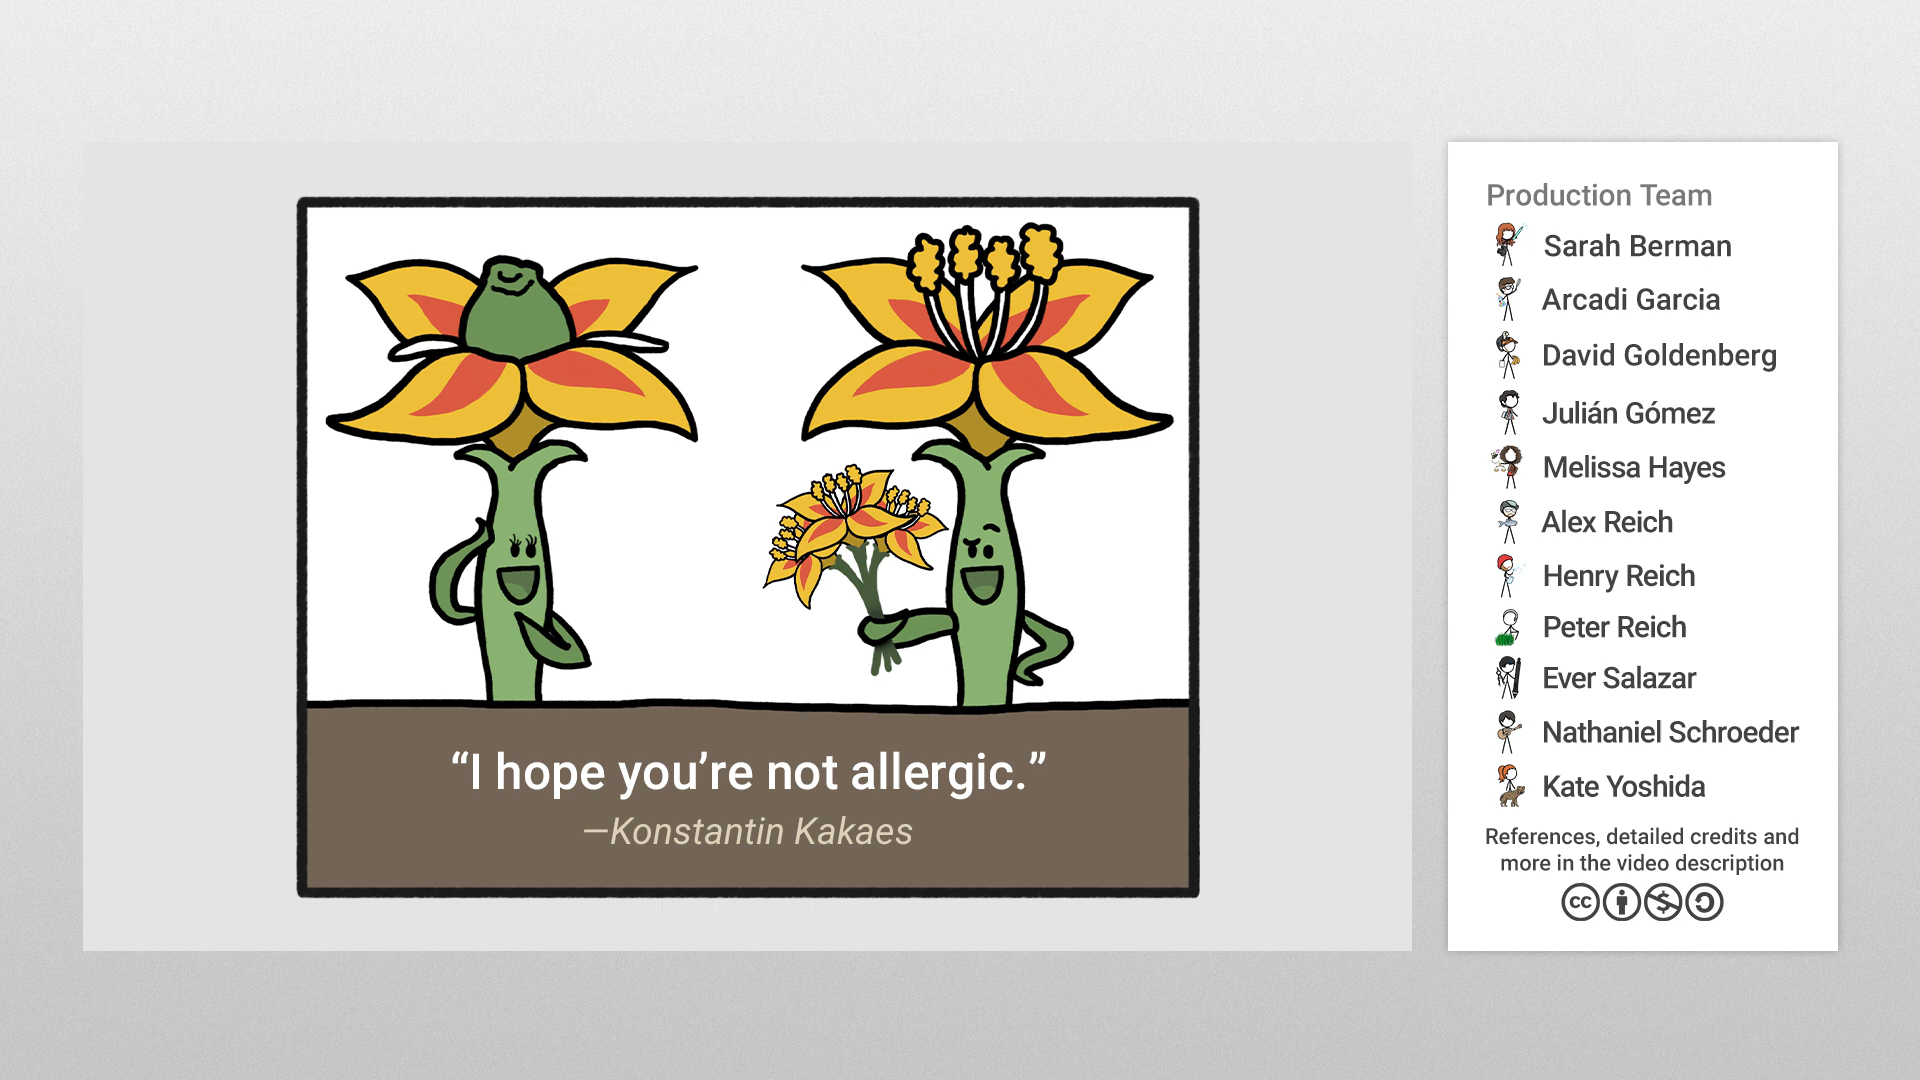 “I hope you’re not allergic.”
—Konstantin Kakaes
Production Team
Sarah Berman
Arcadi Garcia
David Goldenberg
Julián Gómez
Melissa Hayes
Alex Reich
Henry Reich
Peter Reich
Ever Salazar
Nathaniel Schroeder
Kate Yoshida
References, detailed credits and
more in the video description
cc